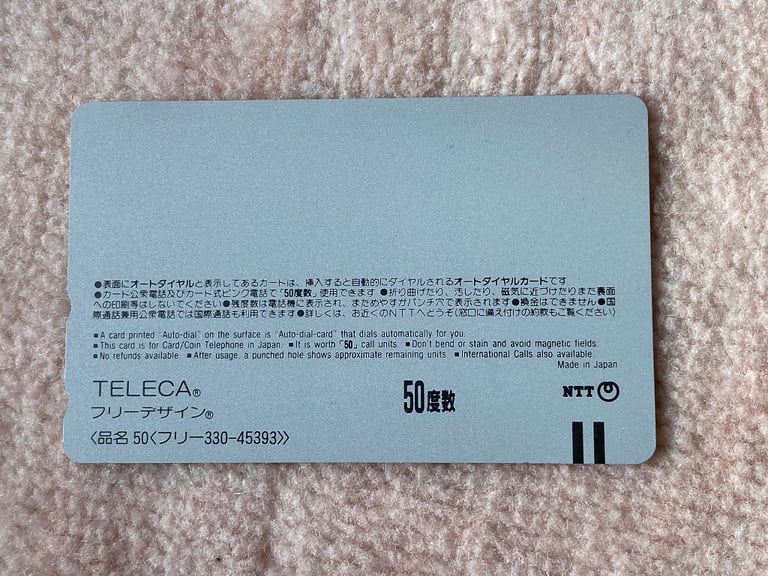 ●表面にオートダイヤルと表示してあるカードは、挿入すると自動的にダイヤルされるオートダイヤルカードです
●カード公衆電話及びカード式ピンク電話で「50度数」使用できます ●折り曲げたり、汚したり、磁気に近づけたりまた裏面
への印刷等はしないでください●残度数は電話機に表示され、まためやすがパンチ穴で表示されます●換金はできません●国
際通話兼用公衆電話では国際通話も利用できます●詳しくは、お近くのNTTへどうぞ(窓口に備え付けの約款もご覧ください)
■A card printed "Auto-dial" on the surface is "Auto-dial-card" that dials automatically for you.
■This card is for Card/Coin Telephone in Japan. ■It is worth「50」call units. ■Don't bend or stain and avoid magnetic fields.
■No refunds available. ■After usage, a punched hole shows approximate remaining units. ■International Calls also available.
Made in Japan
TELECA®
50度数
NTT
フリーデザイン®
〈品名 50〈フリー330-45393〉〉